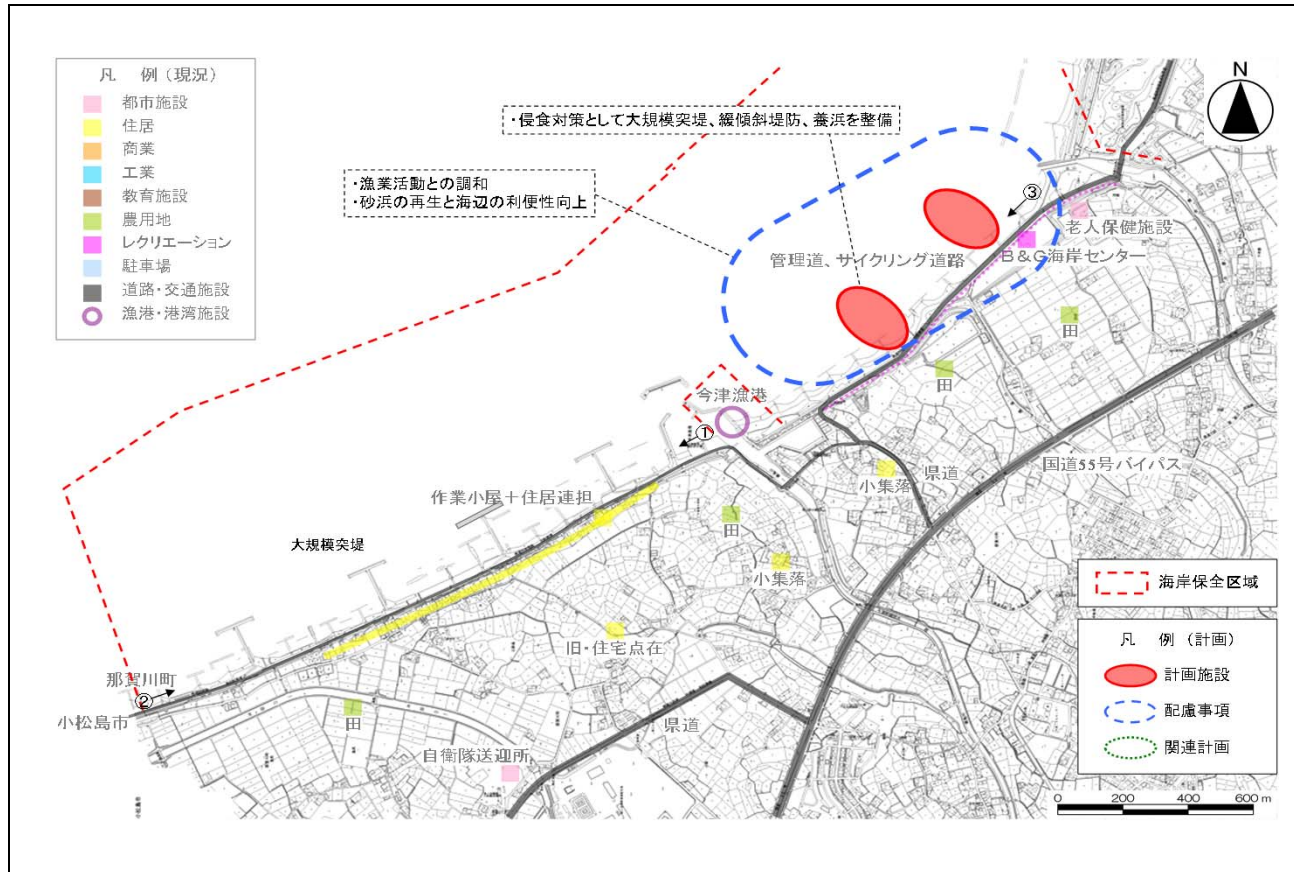 凡 例（現況）
都市施設
住居
商業
工業
教育施設
農用地
レクリエーション
駐車場
道路・交通施設
漁港・港湾施設
N
・侵食対策として大規模突堤、緩傾斜堤防、養浜を整備
・漁業活動との調和
・砂浜の再生と海辺の利便性向上
③
老人保健施設
B&G海岸センター
管理道、サイクリング道路
田
田
今津漁港
①
国道55号バイパス
県道
小集落
作業小屋＋住居連担
田
大規模突堤
小集落
旧・住宅点在
那賀川町
②
小松島市
田
県道
自衛隊送迎所
海岸保全区域
凡 例（計画）
計画施設
配慮事項
関連計画
0 200 400 600 m
小松島市